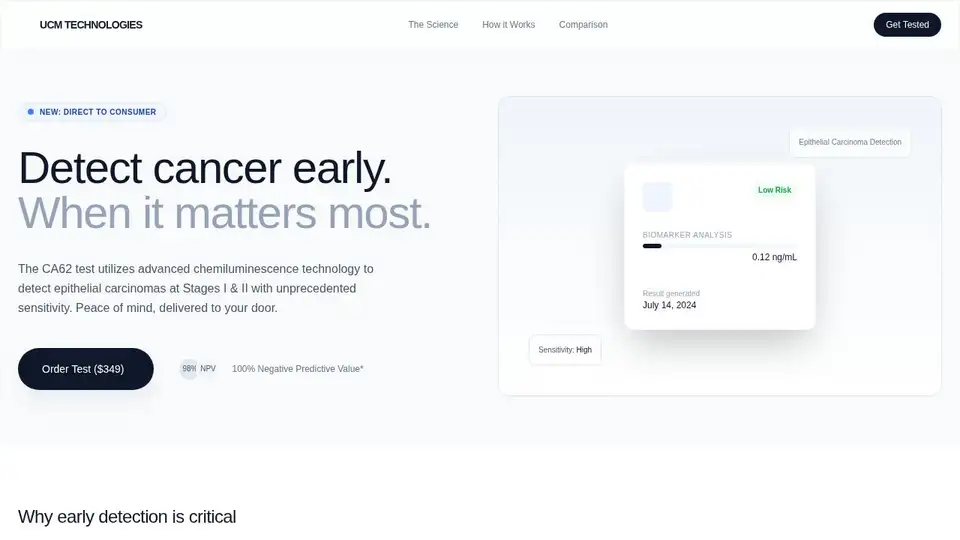 UCM TECHNOLOGIES
The Science
How it Works
Comparison
Get Tested
NEW: DIRECT TO CONSUMER
Detect cancer early.
When it matters most.
The CA62 test utilizes advanced chemiluminescence technology to
detect epithelial carcinomas at Stages I & II with unprecedented
sensitivity. Peace of mind, delivered to your door.
Order Test ($349)
98%
NPV
100% Negative Predictive Value*
Epithelial Carcinoma Detection
Low Risk
BIOMARKER ANALYSIS
0.12 ng/mL
Result generated
July 14, 2024
Sensitivity: High
Why early detection is critical